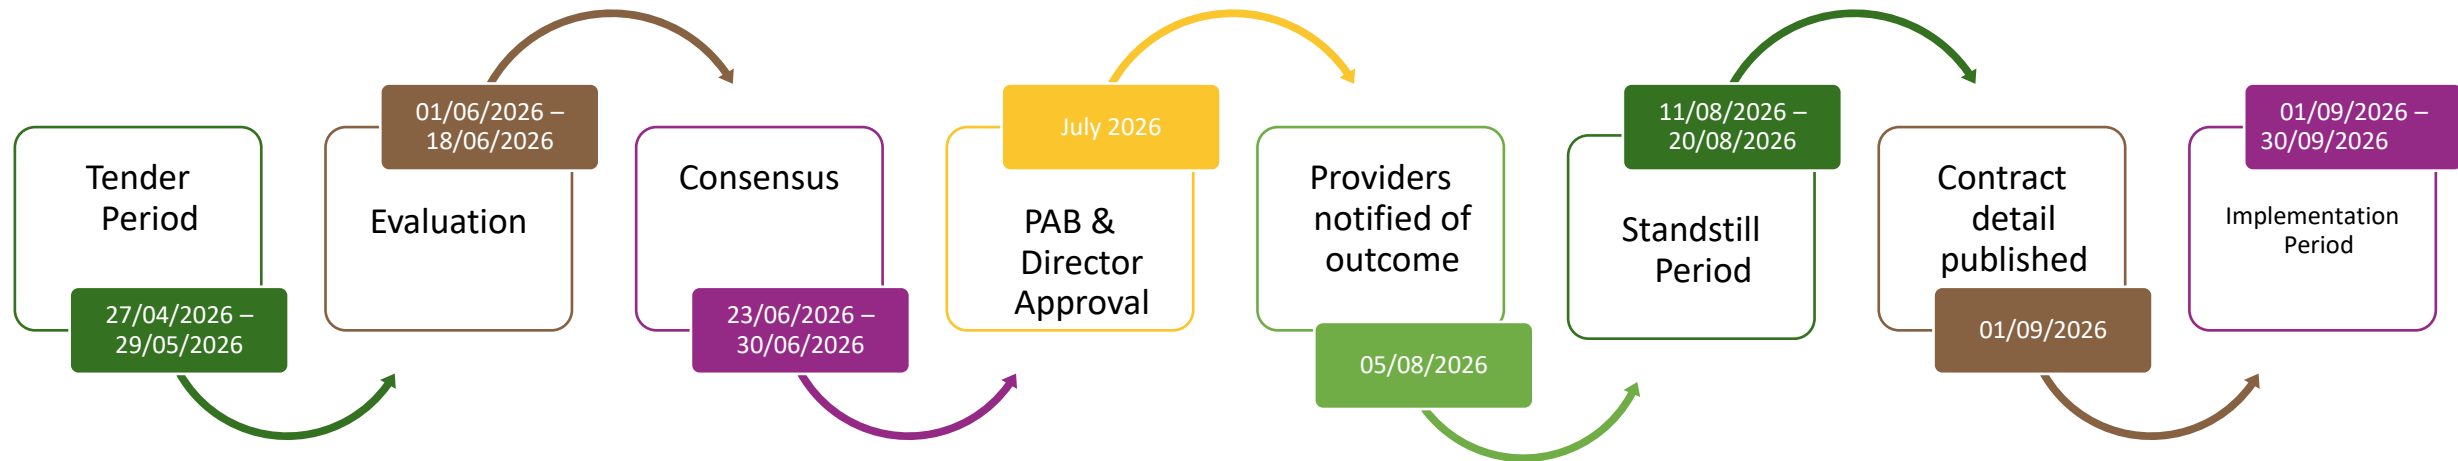 Tender
Period
27/04/2026 –
29/05/2026
01/06/2026 –
18/06/2026
Evaluation
Consensus
23/06/2026 –
30/06/2026
July 2026
PAB &
Director
Approval
Providers
notified of
outcome
05/08/2026
11/08/2026 –
20/08/2026
Standstill
Period
Contract
detail
published
01/09/2026
01/09/2026 –
30/09/2026
Implementation
Period